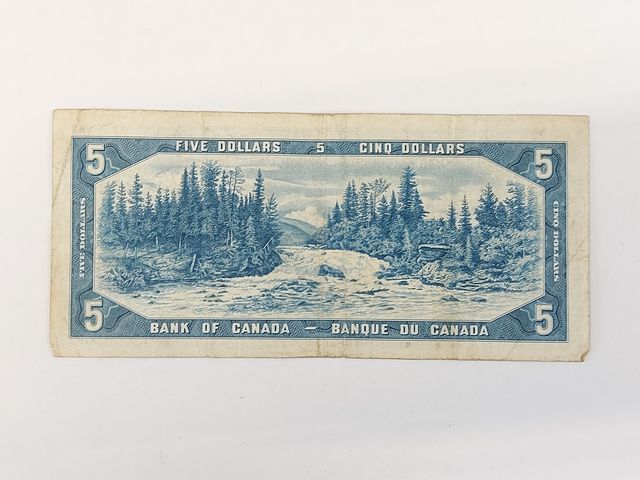 5 FIVE DOLLARS 5 CINQ DOLLARS 5
FIVE DOLLARS
CINQ DOLLARS
5 BANK OF CANADA — BANQUE DU CANADA 5